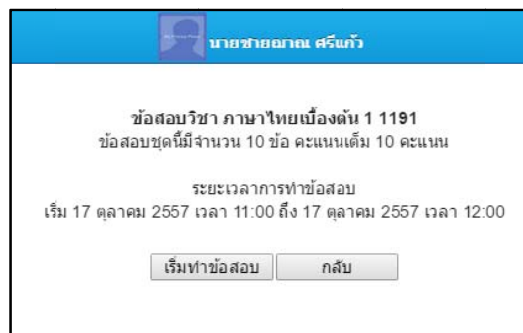 นายชายฌาณ ศรีแก้ว
ข้อสอบวิชา ภาษาไทยเบื้องต้น 1 1191
ข้อสอบชุดนี้มีจำนวน 10 ข้อ คะแนนเต็ม 10 คะแนน
ระยะเวลาการทำข้อสอบ
เริ่ม 17 ตุลาคม 2557 เวลา 11:00 ถึง 17 ตุลาคม 2557 เวลา 12:00
เริ่มทำข้อสอบ กลับ